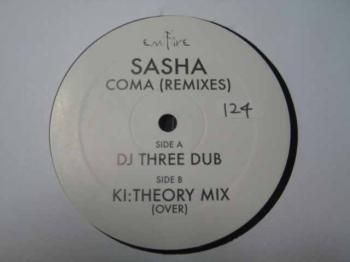 emFire
SASHA
COMA (REMIXES)
124
SIDE A
DJ THREE DUB
SIDE B
KI:THEORY MIX
(OVER)